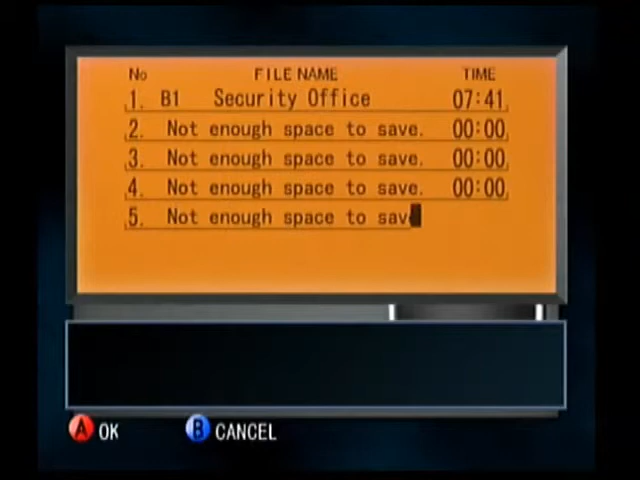 No FILE NAME TIME
1. B1 Security Office 07:41
2. Not enough space to save. 00:00
3. Not enough space to save. 00:00
4. Not enough space to save. 00:00
5. Not enough space to sav
A OK B CANCEL